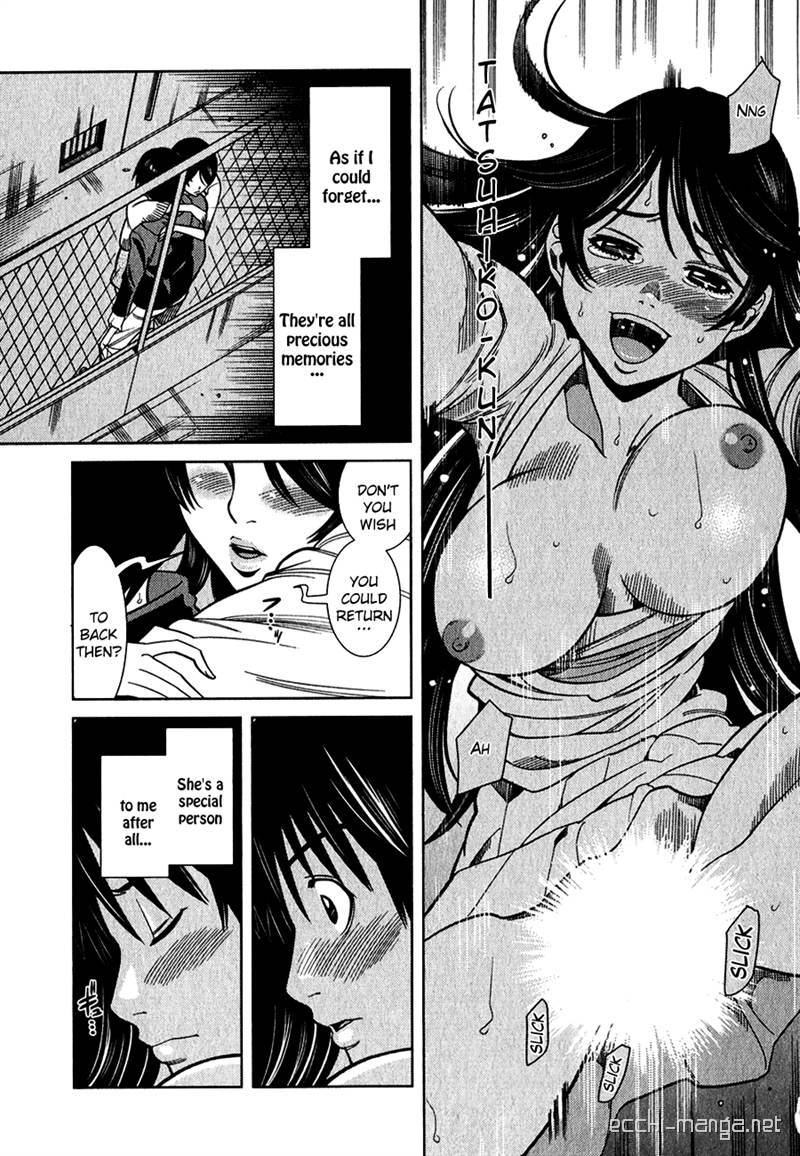 NNG
TATSUHIKO-KUN
AH
SLICK
SLICK
SLICK
As if I
could
forget...
They're all
precious
memories
...
DON'T
YOU
WISH
YOU
COULD
RETURN
...
TO
BACK
THEN?
She's a
special
person
to me
after
all...
ecchi-manga.net